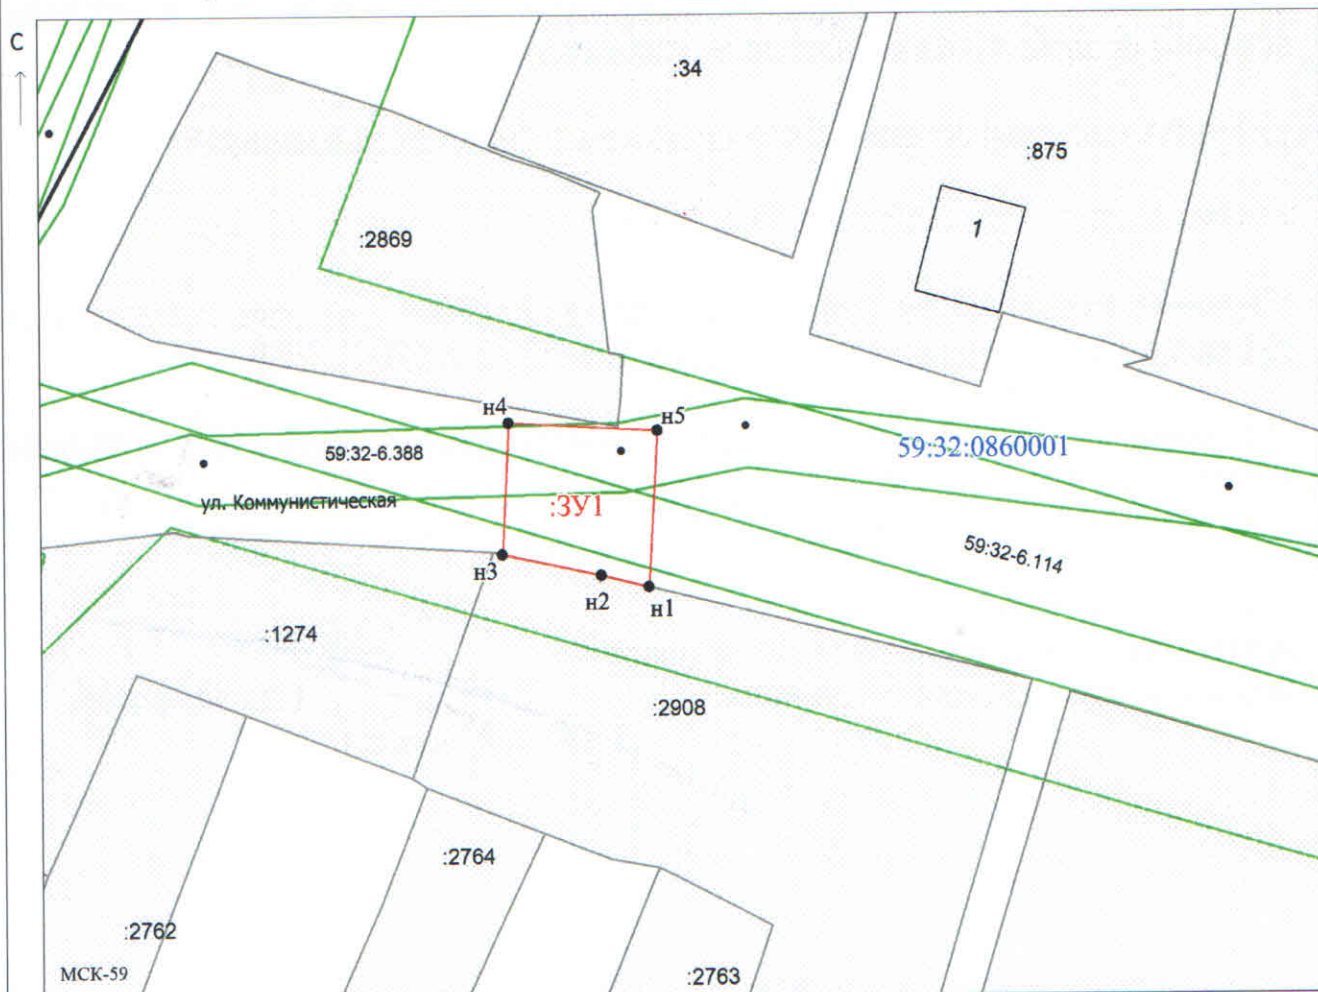 С
:34
:875
1
:2869
н4
н5
59:32-6.388
59:32:0860001
ул. Коммунистическая
:ЗУ1
59:32-6.114
н3
н2
н1
:1274
:2908
:2764
:2762
МСК-59
:2763